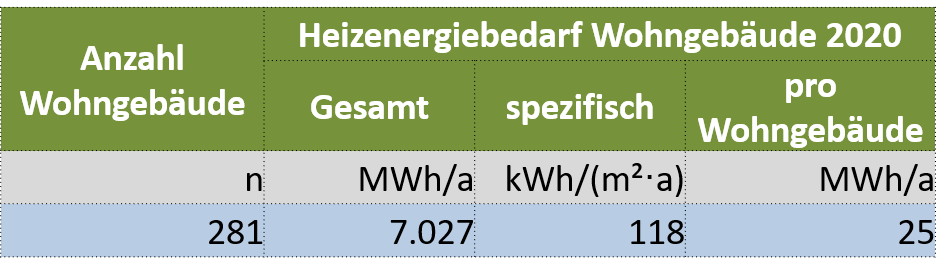 Anzahl
Wohngebäude
Heizenergiebedarf Wohngebäude 2020
Gesamt
spezifisch
pro
Wohngebäude
n
MWh/a
kWh/(m²·a)
MWh/a
281
7.027
118
25